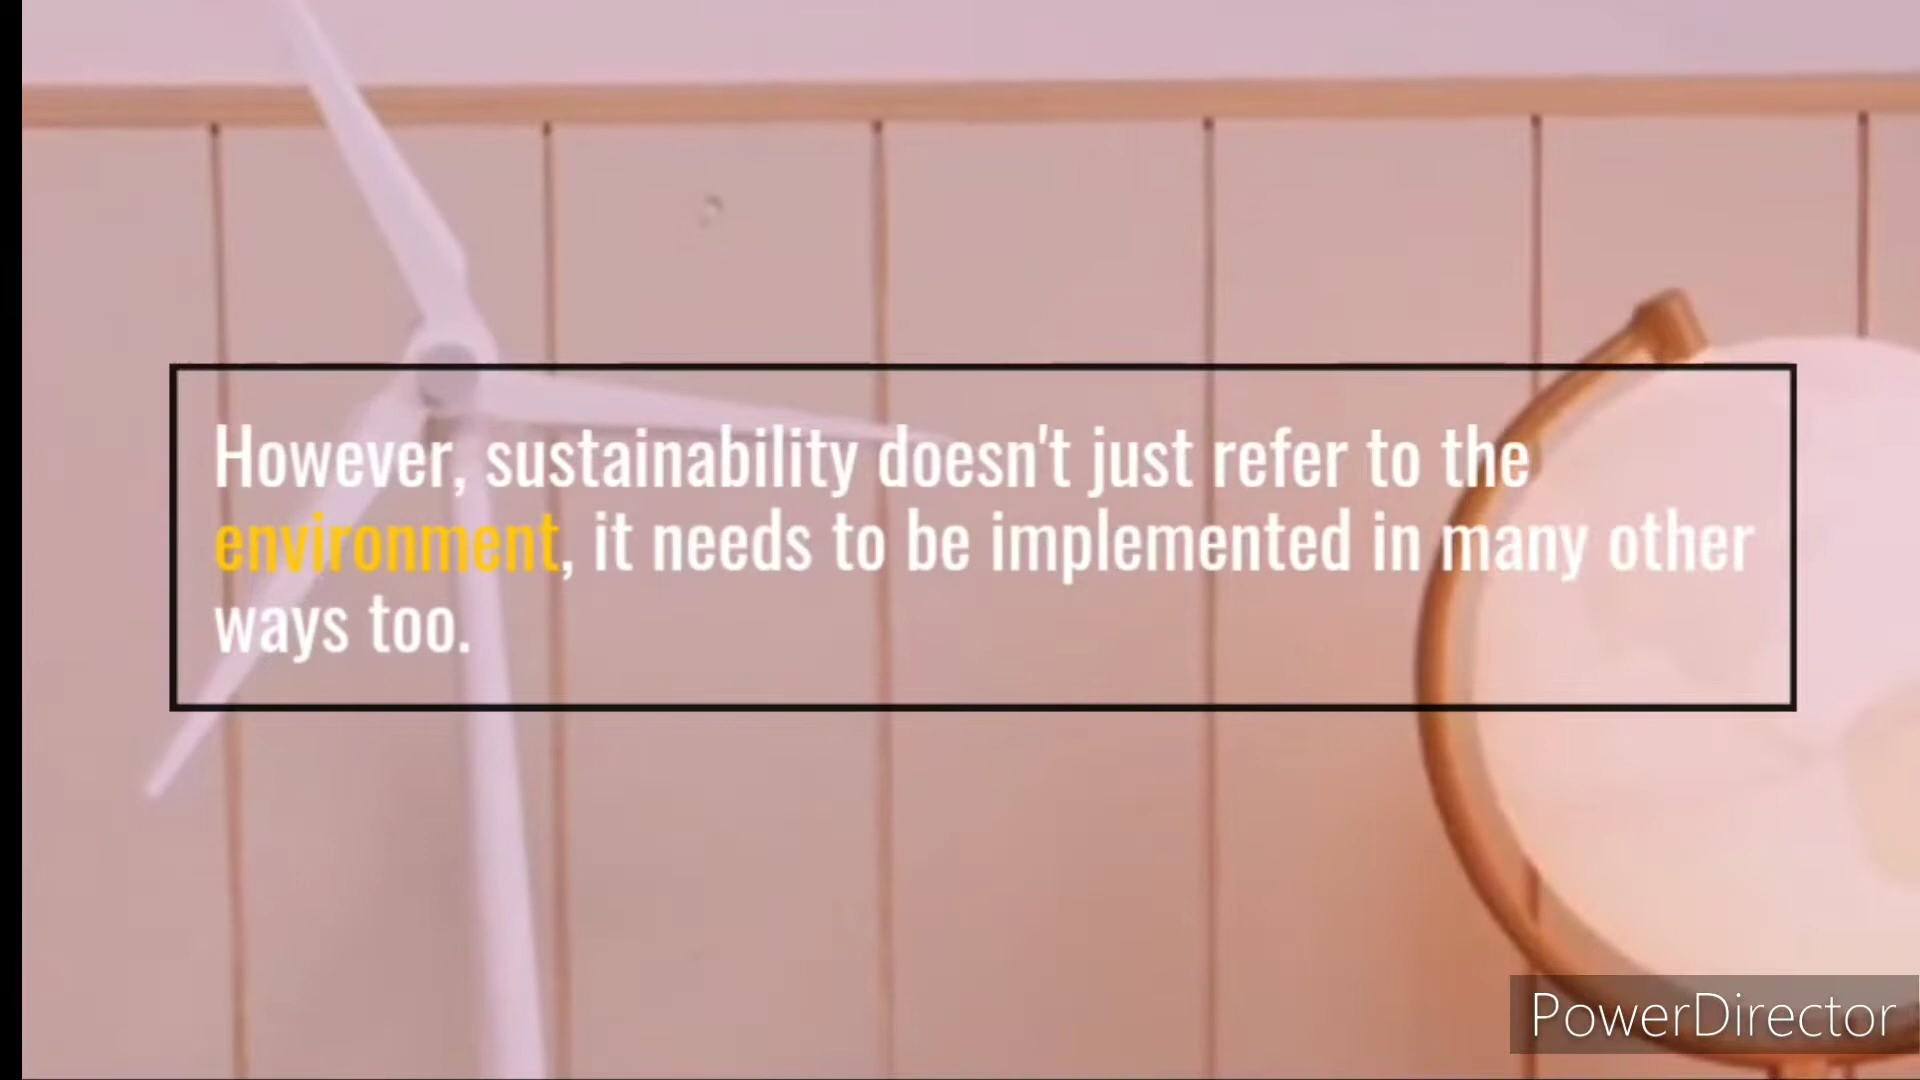 However, sustainability doesn't just refer to the
environment, it needs to be implemented in many other
ways too.
PowerDirector